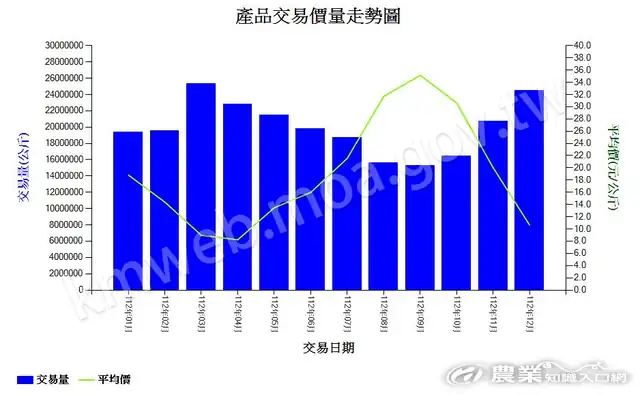 產品交易價量走勢圖
30000000
28000000
26000000
24000000
22000000
20000000
18000000
16000000
14000000
12000000
10000000
8000000
6000000
4000000
2000000
0
交易量(公斤)
40.0
38.0
36.0
34.0
32.0
30.0
28.0
26.0
24.0
22.0
20.0
18.0
16.0
14.0
12.0
10.0
8.0
6.0
4.0
2.0
0.0
平均價(元/公斤)
112年01月
112年02月
112年03月
112年04月
112年05月
112年06月
112年07月
112年08月
112年09月
112年10月
112年11月
112年12月
交易日期
交易量
平均價
kmweb.moa.gov.tw
農業知識入口網